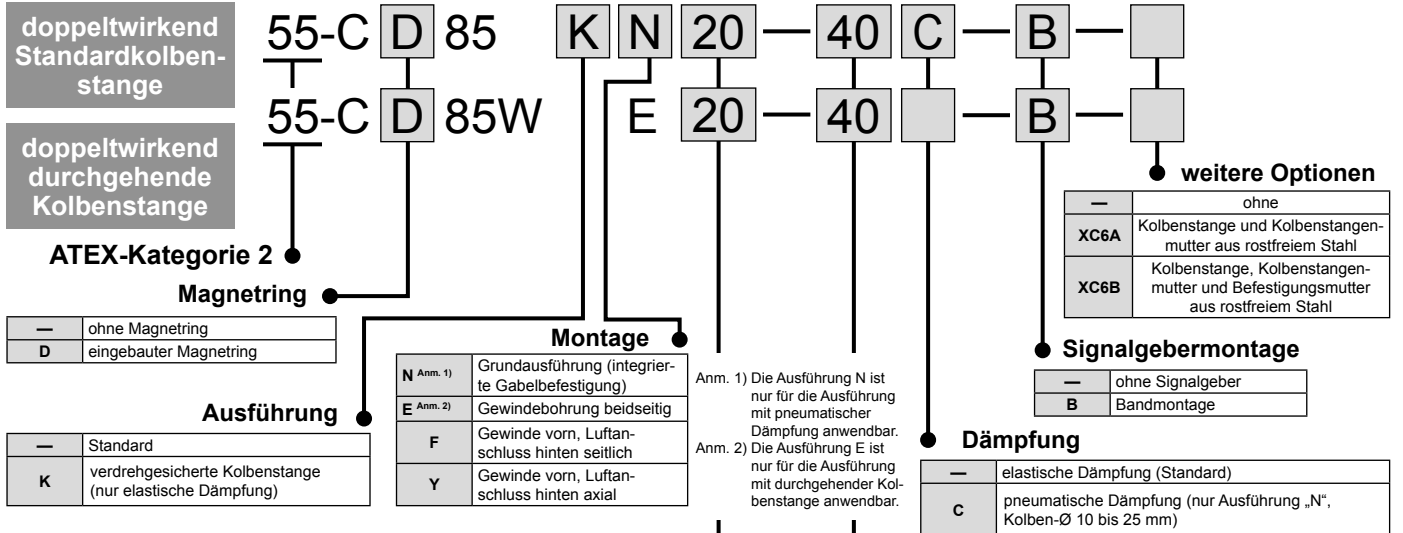 doppeltwirkend
Standardkolben-
stange
55-C D 85 K N 20 — 40 C — B —
55-C D 85W E 20 — 40 — B —
doppeltwirkend
durchgehende
Kolbenstange
weitere Optionen
— ohne
XC6A Kolbenstange und Kolbenstangen-
mutter aus rostfreiem Stahl
XC6B Kolbenstange, Kolbenstangen-
mutter und Befestigungsmutter
aus rostfreiem Stahl
ATEX-Kategorie 2
Magnetring
— ohne Magnetring
D eingebauter Magnetring
Montage
N Anm. 1) Grundausführung (integrier-
te Gabelbefestigung)
E Anm. 2) Gewindebohrung beidseitig
F Gewinde vorn, Luftan-
schluss hinten seitlich
Y Gewinde vorn, Luftan-
schluss hinten axial
Anm. 1) Die Ausführung N ist
nur für die Ausführung
mit pneumatischer
Dämpfung anwendbar.
Anm. 2) Die Ausführung E ist
nur für die Ausführung
mit durchgehender Kol-
benstange anwendbar.
Signalgebermontage
— ohne Signalgeber
B Bandmontage
Ausführung
— Standard
K verdrehgesicherte Kolbenstange
(nur elastische Dämpfung)
Dämpfung
— elastische Dämpfung (Standard)
C pneumatische Dämpfung (nur Ausführung „N“,
Kolben-Ø 10 bis 25 mm)